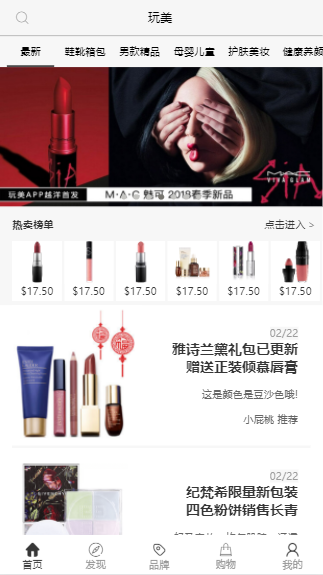 玩美
最新 鞋靴箱包 男款精品 母婴儿童 护肤美妆 健康养颜
玩美APP越洋首发 M·A·C 魅可 2018春季新品
MAC
VIVA GLAM
热卖榜单 点击进入 >
$17.50 $17.50 $17.50 $17.50 $17.50 $17.50
02/22
雅诗兰黛礼包已更新
赠送正装倾慕唇膏
这是颜色是豆沙色哦!
小屁桃 推荐
02/22
纪梵希限量新包装
四色粉饼销售长青
首页 发现 品牌 购物 我的